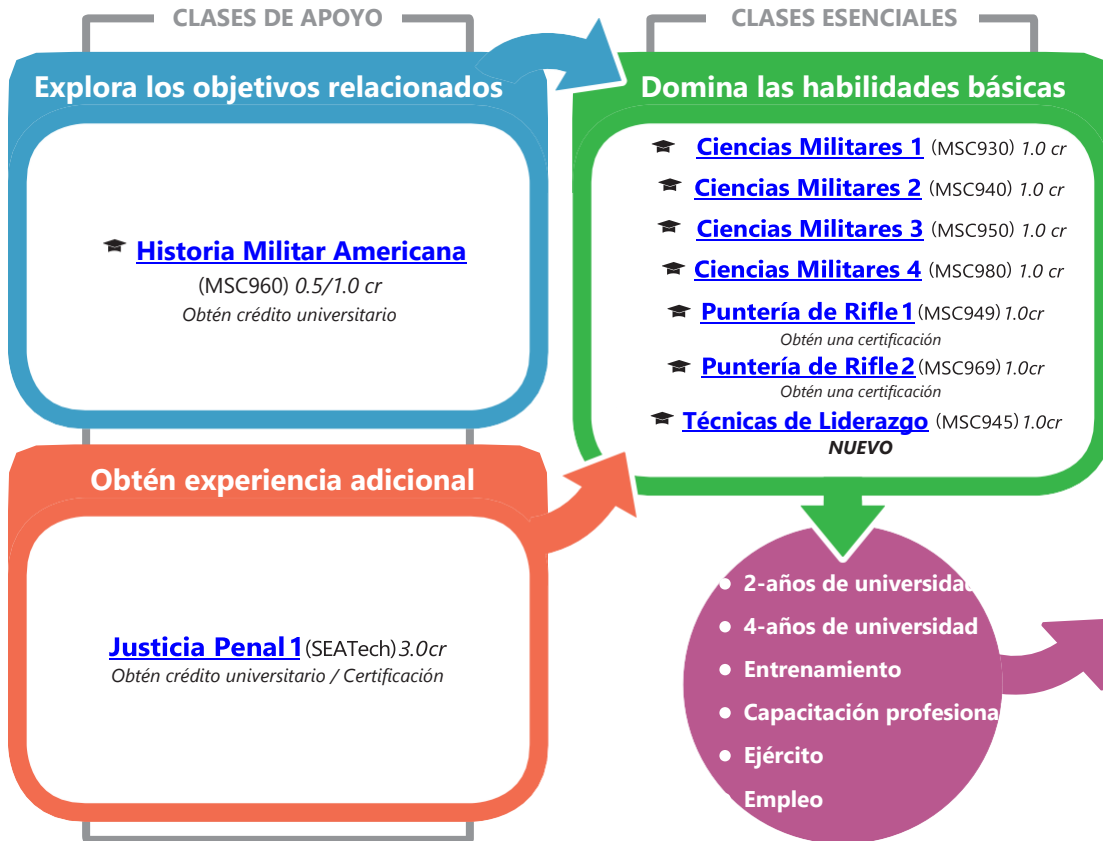 CLASES DE APOYO
Explora los objetivos relacionados
Historia Militar Americana
(MSC960) 0.5/1.0 cr
Obtén crédito universitario
Obtén experiencia adicional
Justicia Penal 1 (SEATech) 3.0cr
Obtén crédito universitario / Certificación
CLASES ESENCIALES
Domina las habilidades básicas
Ciencias Militares 1 (MSC930) 1.0 cr
Ciencias Militares 2 (MSC940) 1.0 cr
Ciencias Militares 3 (MSC950) 1.0 cr
Ciencias Militares 4 (MSC980) 1.0 cr
Puntería de Rifle 1 (MSC949) 1.0cr
Obtén una certificación
Puntería de Rifle 2 (MSC969) 1.0cr
Obtén una certificación
Técnicas de Liderazgo (MSC945) 1.0cr
NUEVO
• 2-años de universidad
• 4-años de universidad
• Entrenamiento
• Capacitación profesiona
• Ejército
Empleo